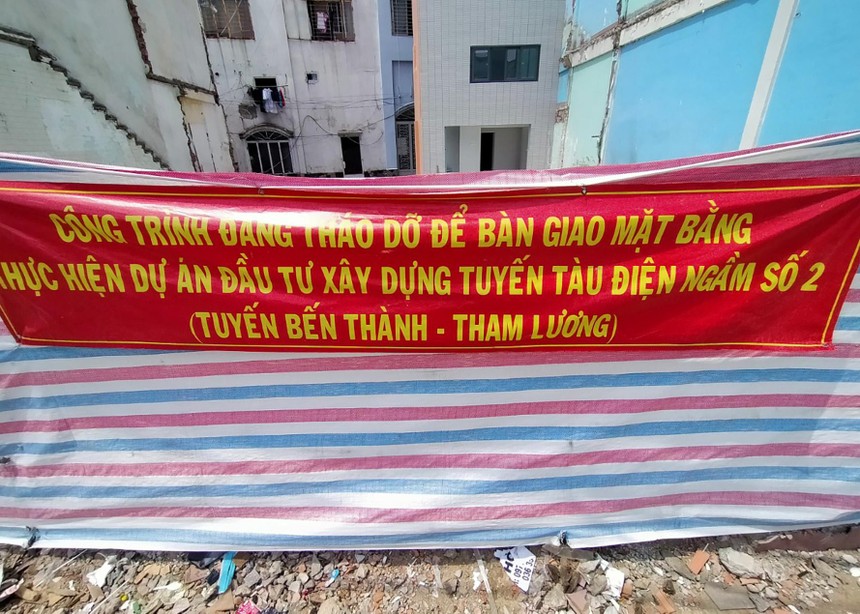 CÔNG TRÌNH ĐANG THÁO DỠ ĐỂ BÀN GIAO MẶT BẰNG
THỰC HIỆN DỰ ÁN ĐẦU TƯ XÂY DỰNG TUYẾN TÀU ĐIỆN NGẦM SỐ 2
(TUYẾN BẾN THÀNH - THAM LƯƠNG)